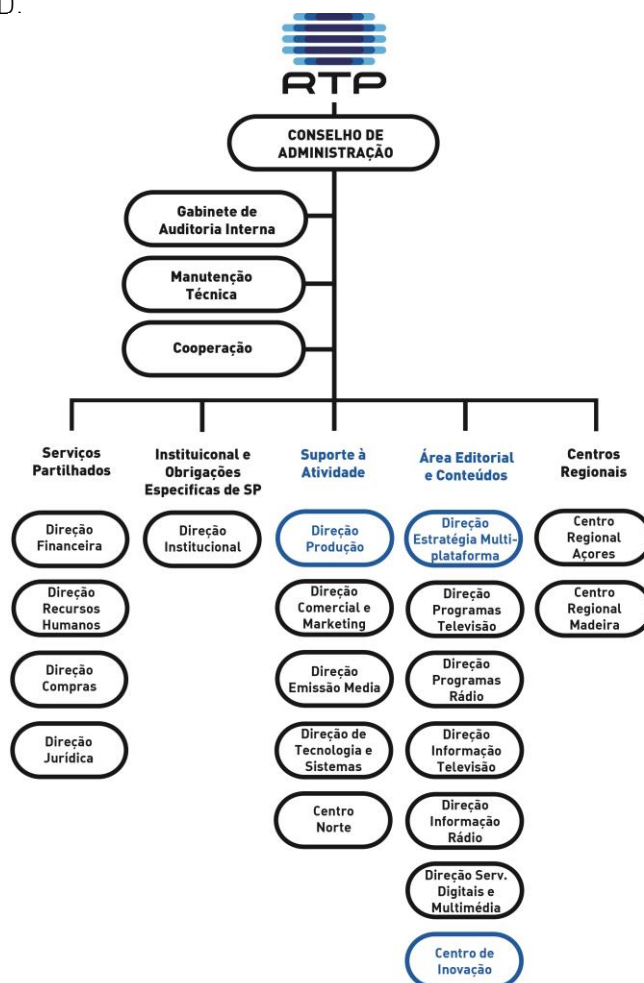 D.
RTP
CONSELHO DE
ADMINISTRAÇÃO
Gabinete de
Auditoria Interna
Manutenção
Técnica
Cooperação
Serviços
Partilhados
Direção
Financeira
Direção
Recursos
Humanos
Direção
Compras
Direção
Jurídica
Instituiconal e
Obrigações
Especificas de SP
Direção
Institucional
Suporte à
Atividade
Direção
Produção
Direção
Comercial e
Marketing
Direção
Emissão Media
Direção de
Tecnologia e
Sistemas
Centro
Norte
Área Editorial
e Conteúdos
Direção
Estratégia Multi-
plataforma
Direção
Programas
Televisão
Direção
Programas
Rádio
Direção
Informação
Televisão
Direção
Informação
Rádio
Direção Serv.
Digitais e
Multimédia
Centro de
Inovação
Centros
Regionais
Centro
Regional
Açores
Centro
Regional
Madeira